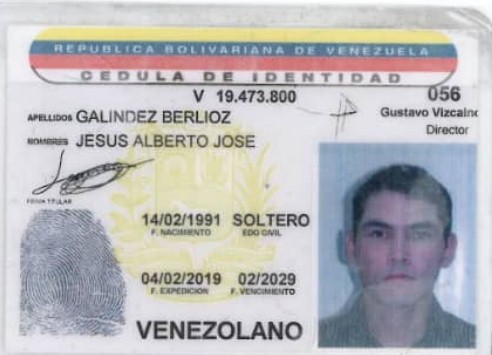 REPUBLICA BOLIVARIANA DE VENEZUELA
CEDULA DE IDENTIDAD
V 19.473.800
056
APELLIDOS GALINDEZ BERLIOZ
Gustavo Vizcaino
Director
NOMBRES JESUS ALBERTO JOSE
FIRMA TITULAR
14/02/1991 SOLTERO
F. NACIMIENTO EDO CIVIL
04/02/2019 02/2029
F. EXPEDICION F. VENCIMIENTO
VENEZOLANO